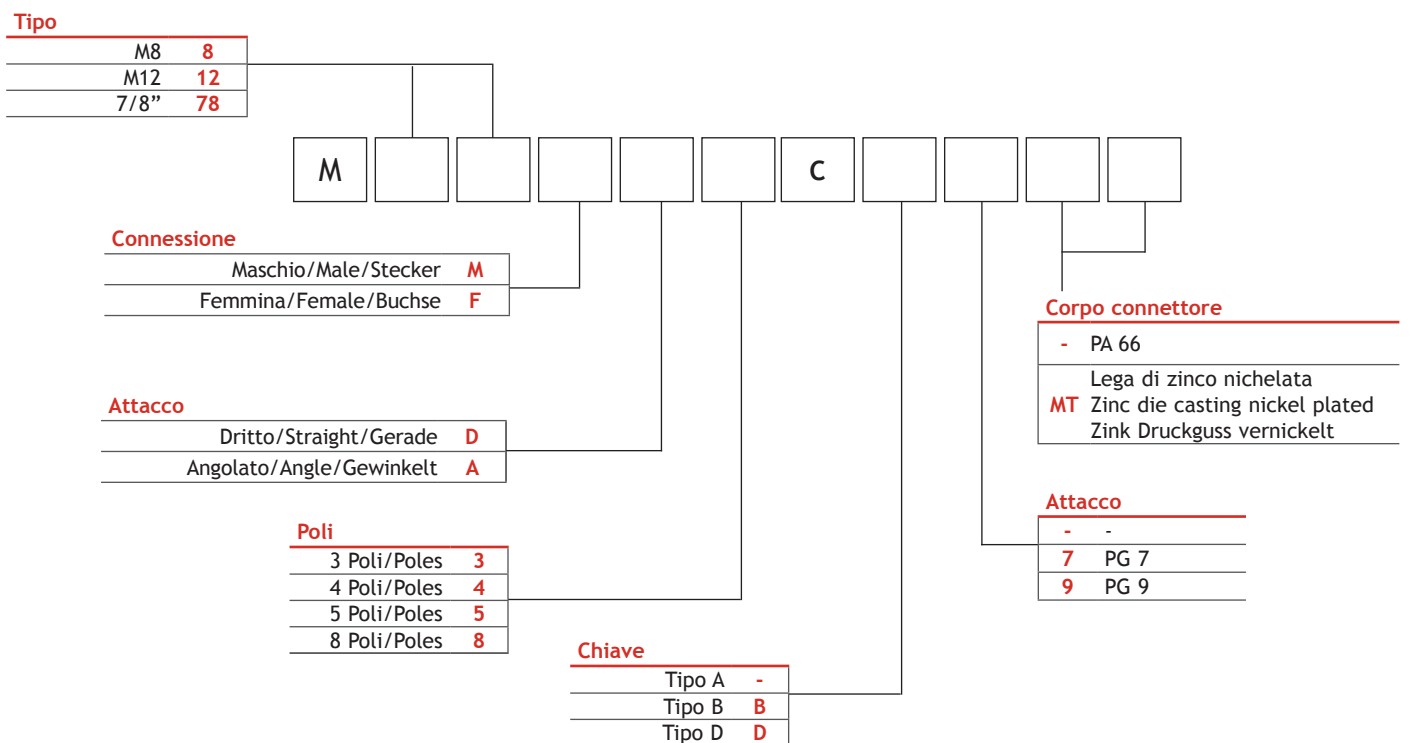 Tipo
M8 8
M12 12
7/8” 78
M C
Connessione
Maschio/Male/Stecker M
Femmina/Female/Buchse F
Corpo connettore
- PA 66
Lega di zinco nichelata
MT Zinc die casting nickel plated
Zink Druckguss vernickelt
Attacco
Dritto/Straight/Gerade D
Angolato/Angle/Gewinkelt A
Attacco
- -
7 PG 7
9 PG 9
Poli
3 Poli/Poles 3
4 Poli/Poles 4
5 Poli/Poles 5
8 Poli/Poles 8
Chiave
Tipo A -
Tipo B B
Tipo D D